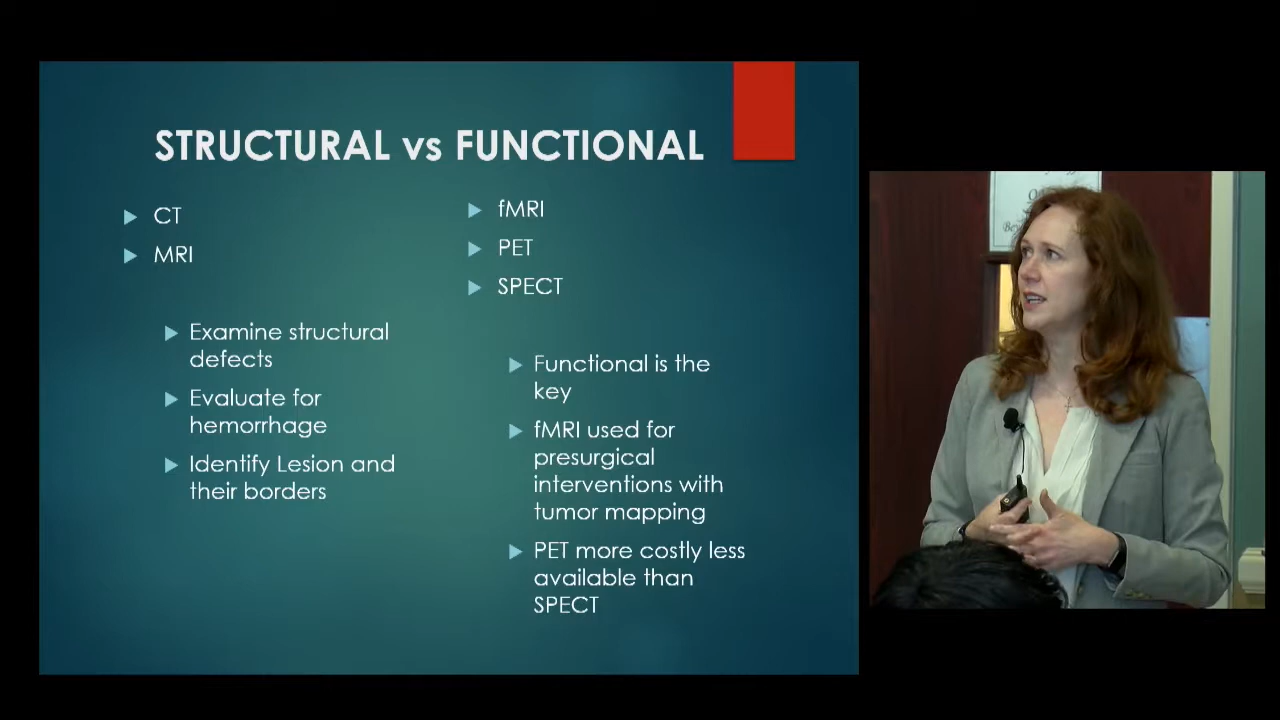 STRUCTURAL vs FUNCTIONAL
CT
MRI
Examine structural
defects
Evaluate for
hemorrhage
Identify Lesion and
their borders
fMRI
PET
SPECT
Functional is the
key
fMRI used for
presurgical
interventions with
tumor mapping
PET more costly less
available than
SPECT